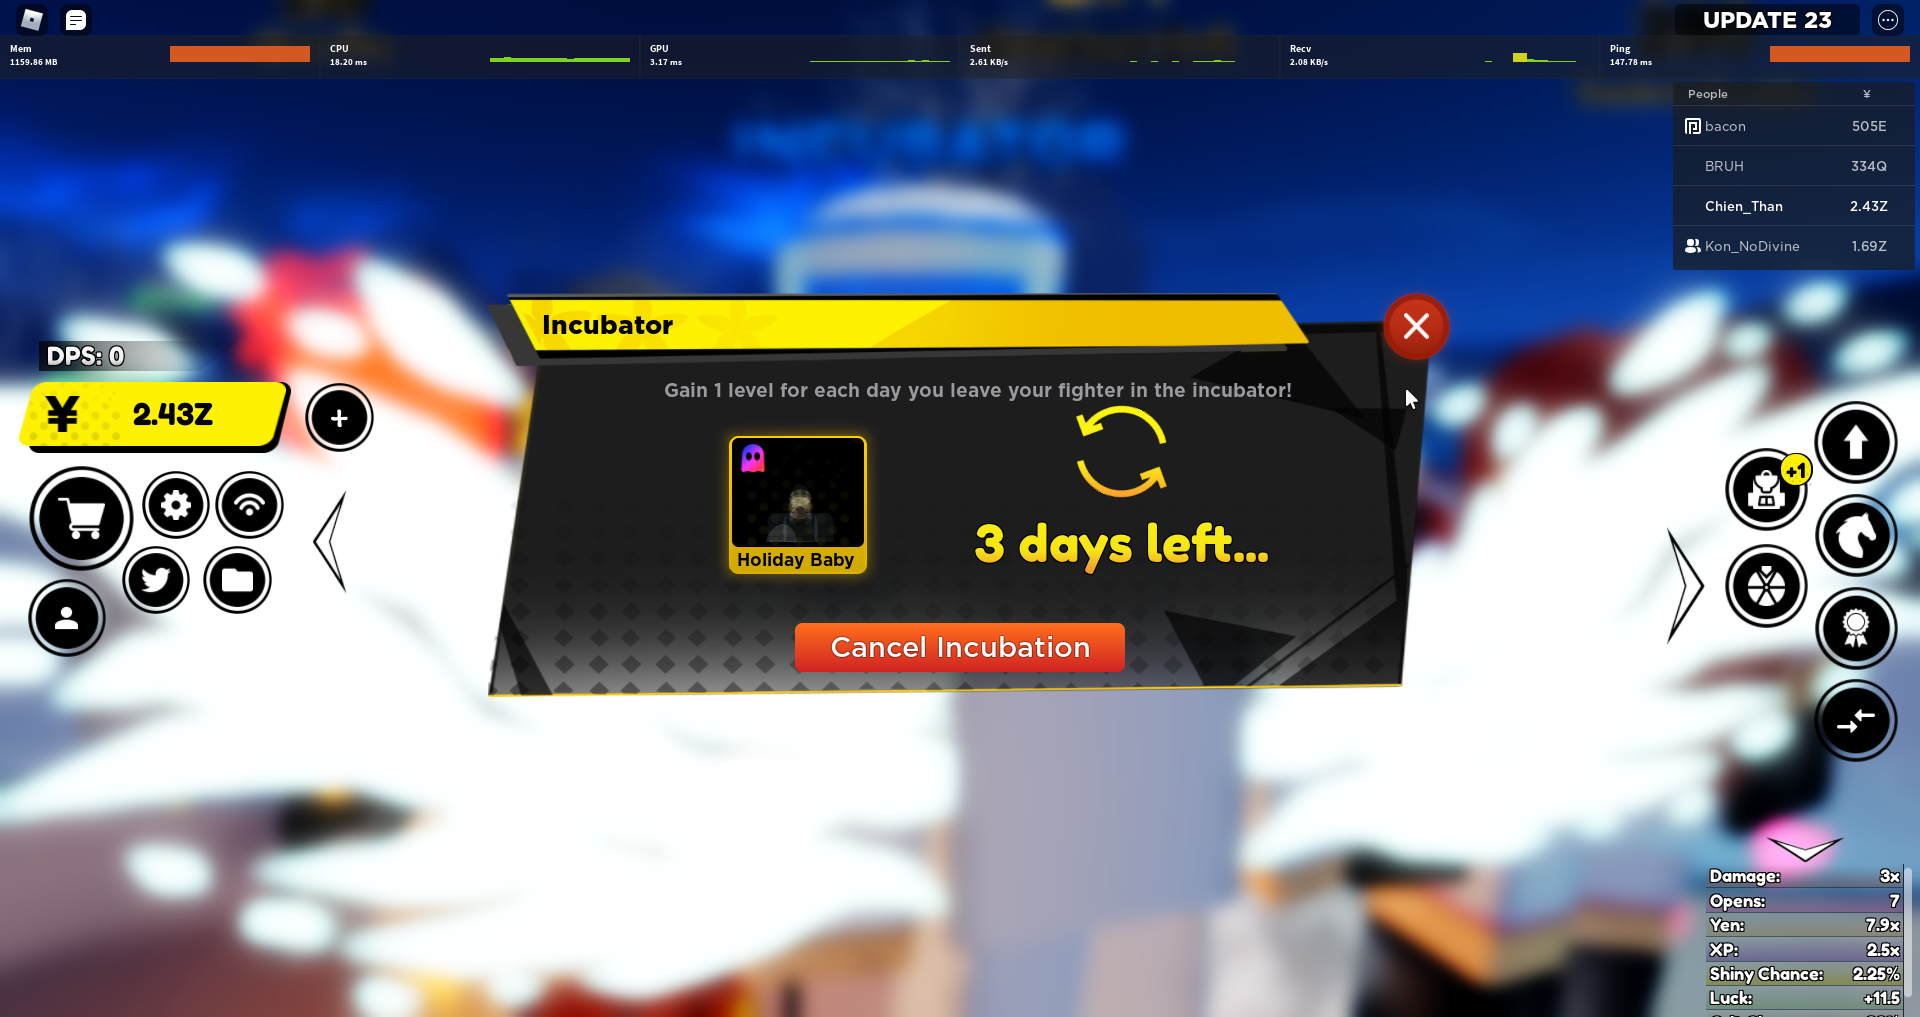 UPDATE 23
Mem
1159.86 MB
CPU
18.20 ms
GPU
3.17 ms
Sent
2.61 KB/s
Recv
2.08 KB/s
Ping
147.78 ms
People ¥
bacon 505E
BRUH 334Q
Chien_Than 2.43Z
Kon_NoDivine 1.69Z
INCUBATOR
Incubator
Gain 1 level for each day you leave your fighter in the incubator!
Holiday Baby
3 days left...
Cancel Incubation
DPS: 0
¥ 2.43Z
+
+1
Damage: 3x
Opens: 7
Yen: 7.9x
XP: 2.5x
Shiny Chance: 2.25%
Luck: +11.5